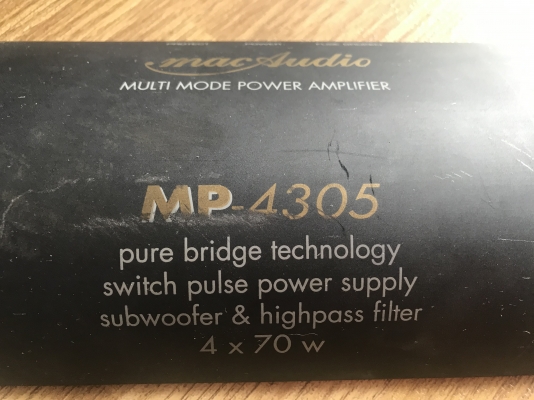 macAudio
MULTI MODE POWER AMPLIFIER
MP-4305
pure bridge technology
switch pulse power supply
subwoofer & highpass filter
4 x 70 w